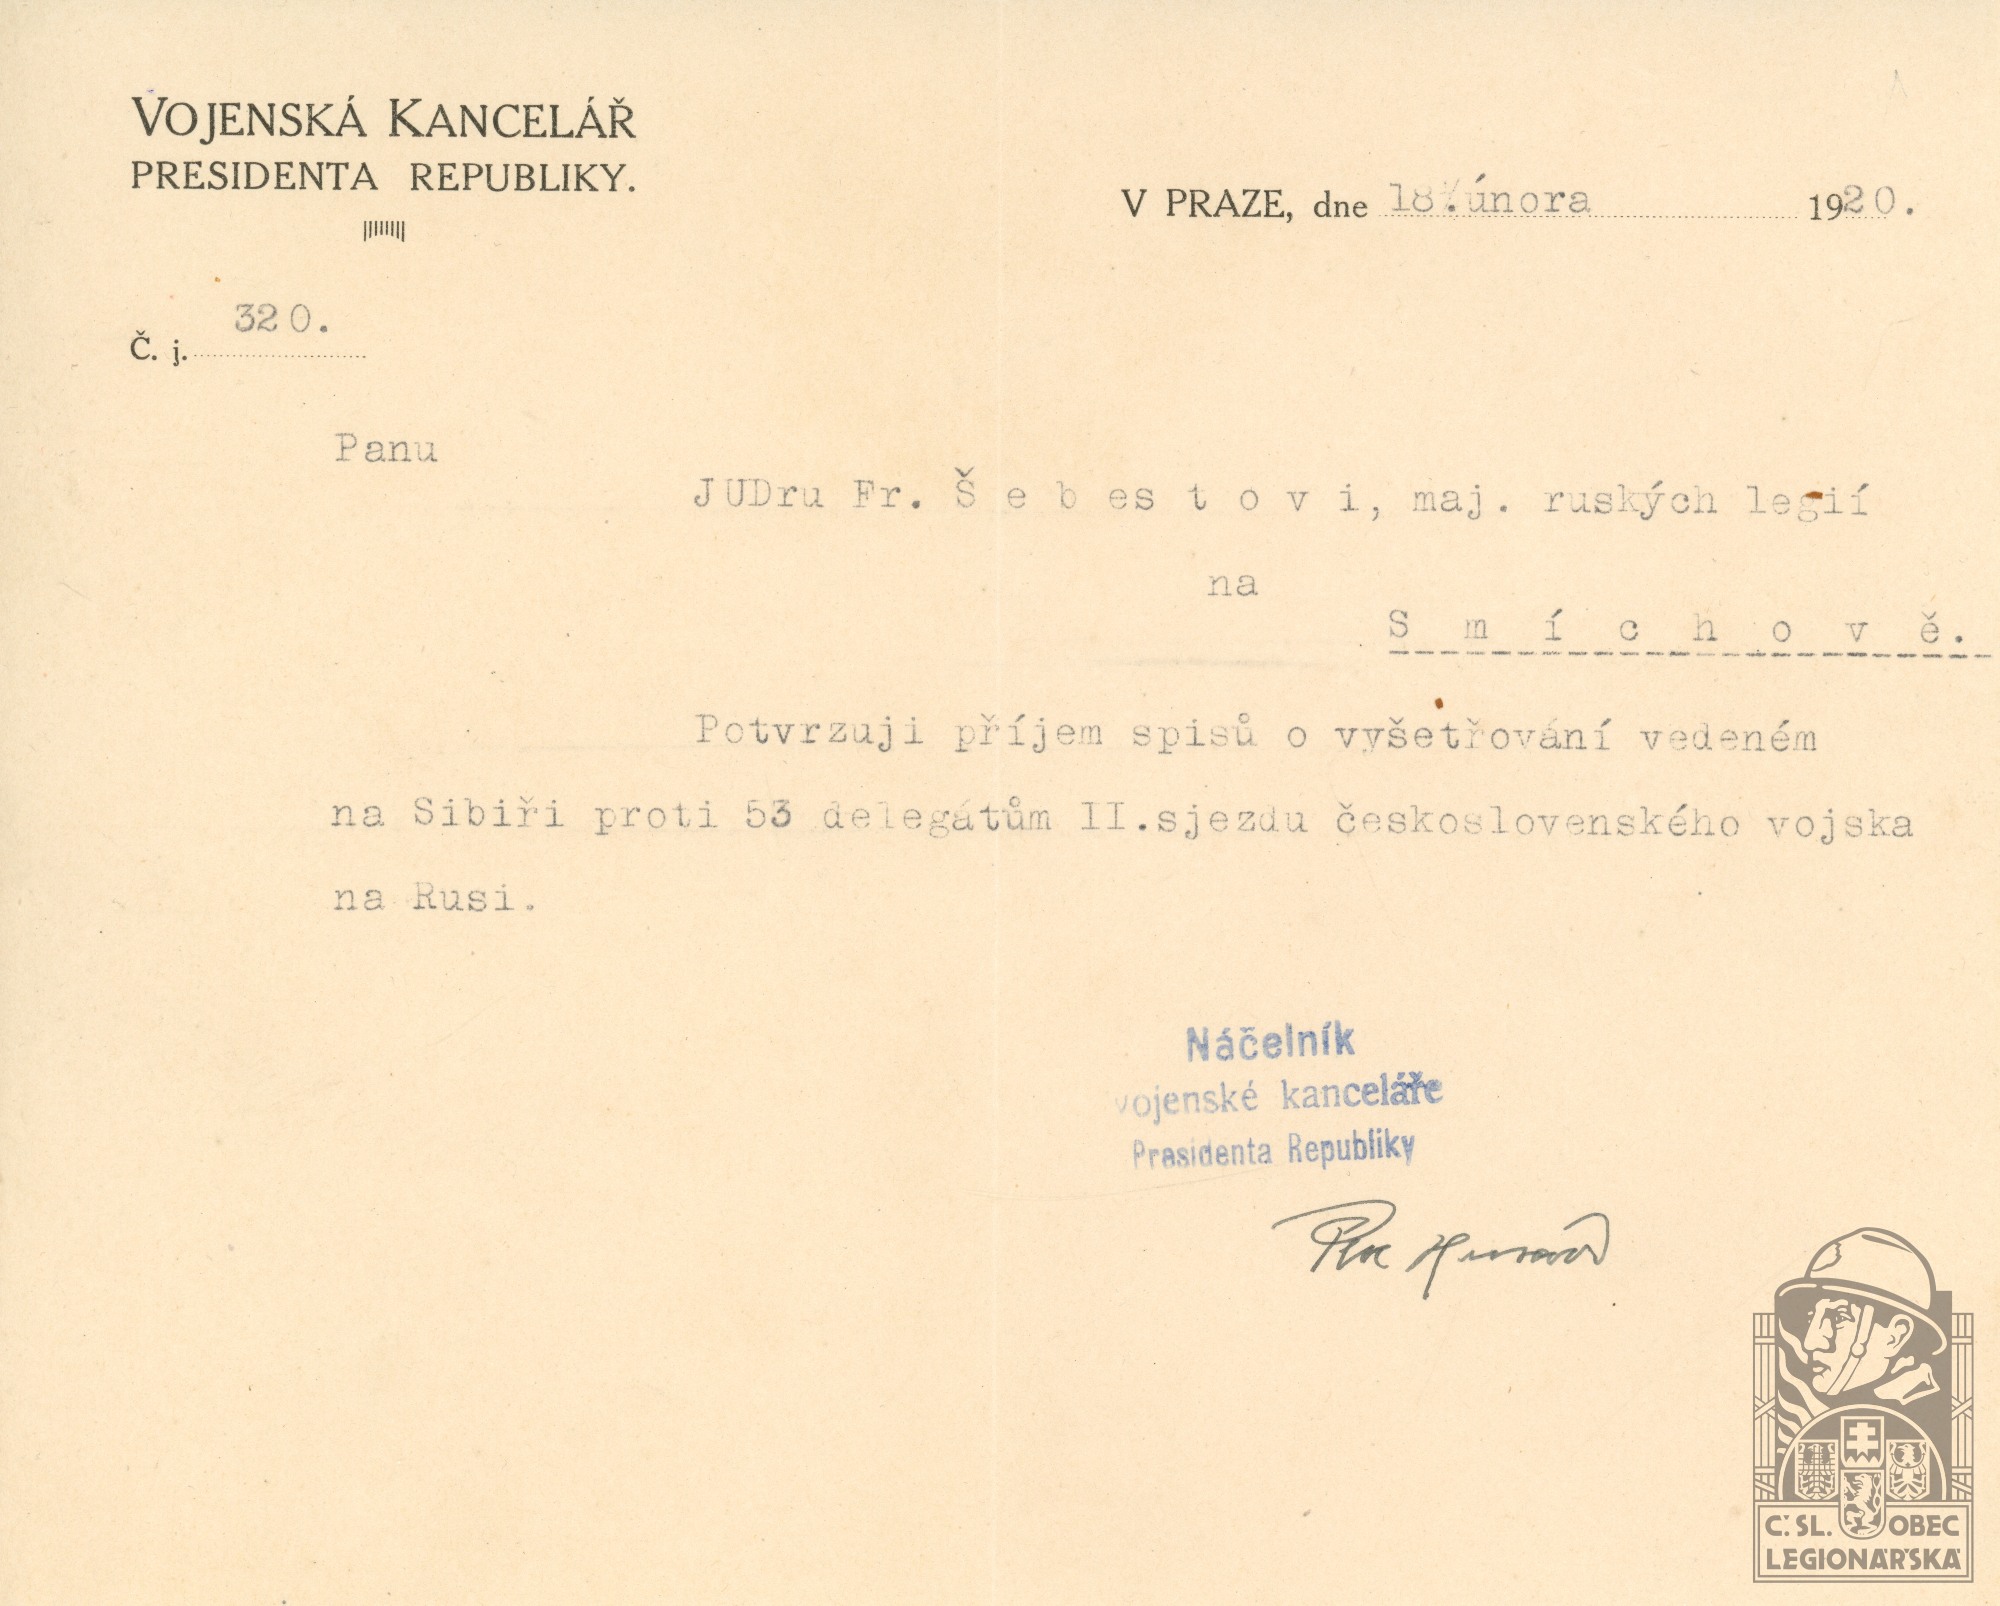 VOJENSKÁ KANCELÁŘ
PRESIDENTA REPUBLIKY.
V PRAZE, dne 18. února 1920.
Č. j. 320.
Panu
JUDru Fr. Š e b e s t o v i, maj. ruských legií
na
S m í c h o v ě.
Potvrzuji příjem spisů o vyšetřování vedeném
na Sibiři proti 53 delegátům II.sjezdu československého vojska
na Rusi.
Náčelník
vojenské kanceláře
Presidenta Republiky
Č. SL. OBEC
LEGIONÁŘSKÁ